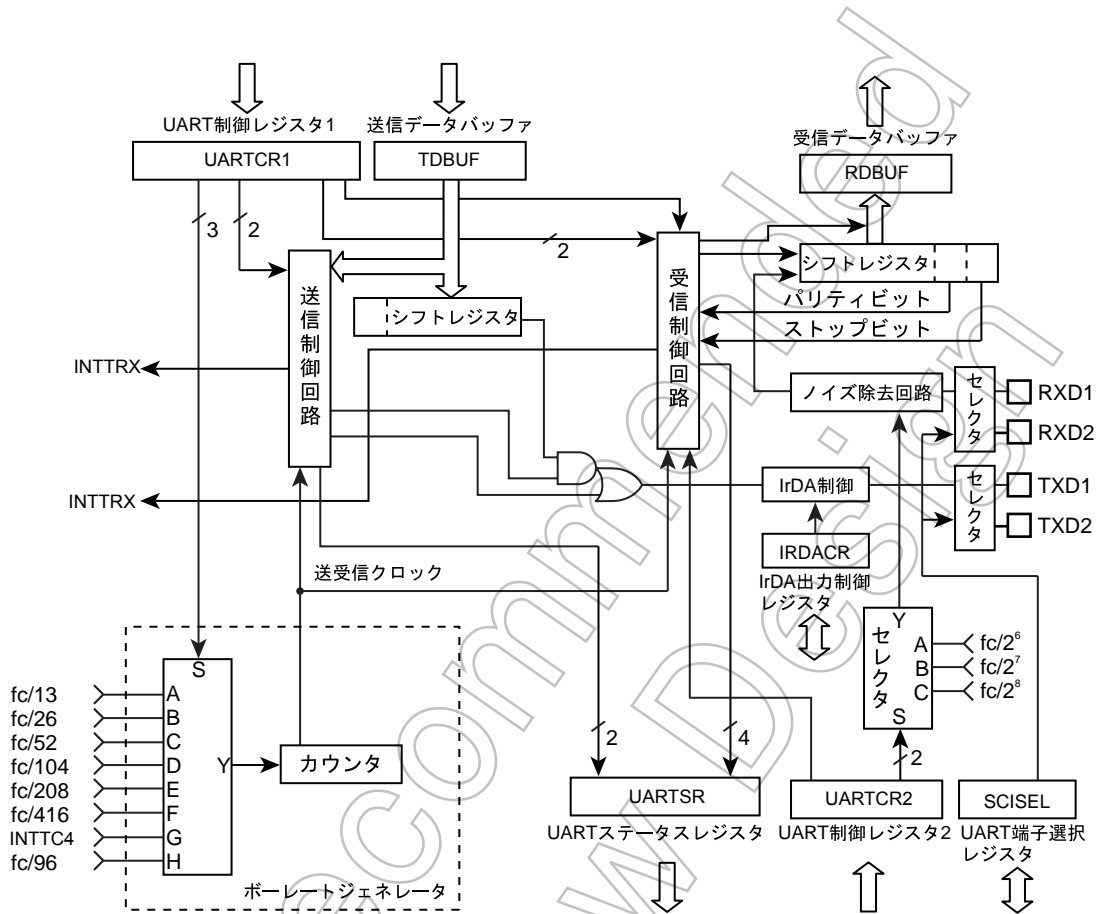 UART制御レジスタ1
UARTCR1
送信データバッファ
TDBUF
受信データバッファ
RDBUF
3
2
2
送信制御回路
シフトレジスタ
受信制御回路
シフトレジスタ
パリティビット
ストップビット
INTTRX
INTTRX
ノイズ除去回路
セレクタ
RXD1
RXD2
IrDA制御
セレクタ
TXD1
TXD2
IRDACR
IrDA出力制御
レジスタ
送受信クロック
fc/13
fc/26
fc/52
fc/104
fc/208
fc/416
INTTC4
fc/96
S
A
B
C
D
E
F
G
H
Y
カウンタ
ボーレートジェネレータ
2
4
UARTSR
UARTステータスレジスタ
セレクタ
Y
A
B
C
S
fc/2⁶
fc/2⁷
fc/2⁸
2
UARTCR2
UART制御レジスタ2
SCISEL
UART端子選択
レジスタ
ecommended
w Design